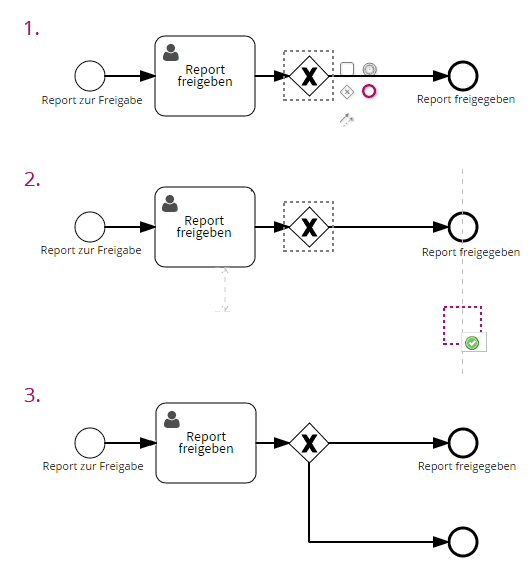 1.
Report
freigeben
Report zur Freigabe
Report freigegeben
2.
Report
freigeben
Report zur Freigabe
Report freigegeben
3.
Report
freigeben
Report zur Freigabe
Report freigegeben